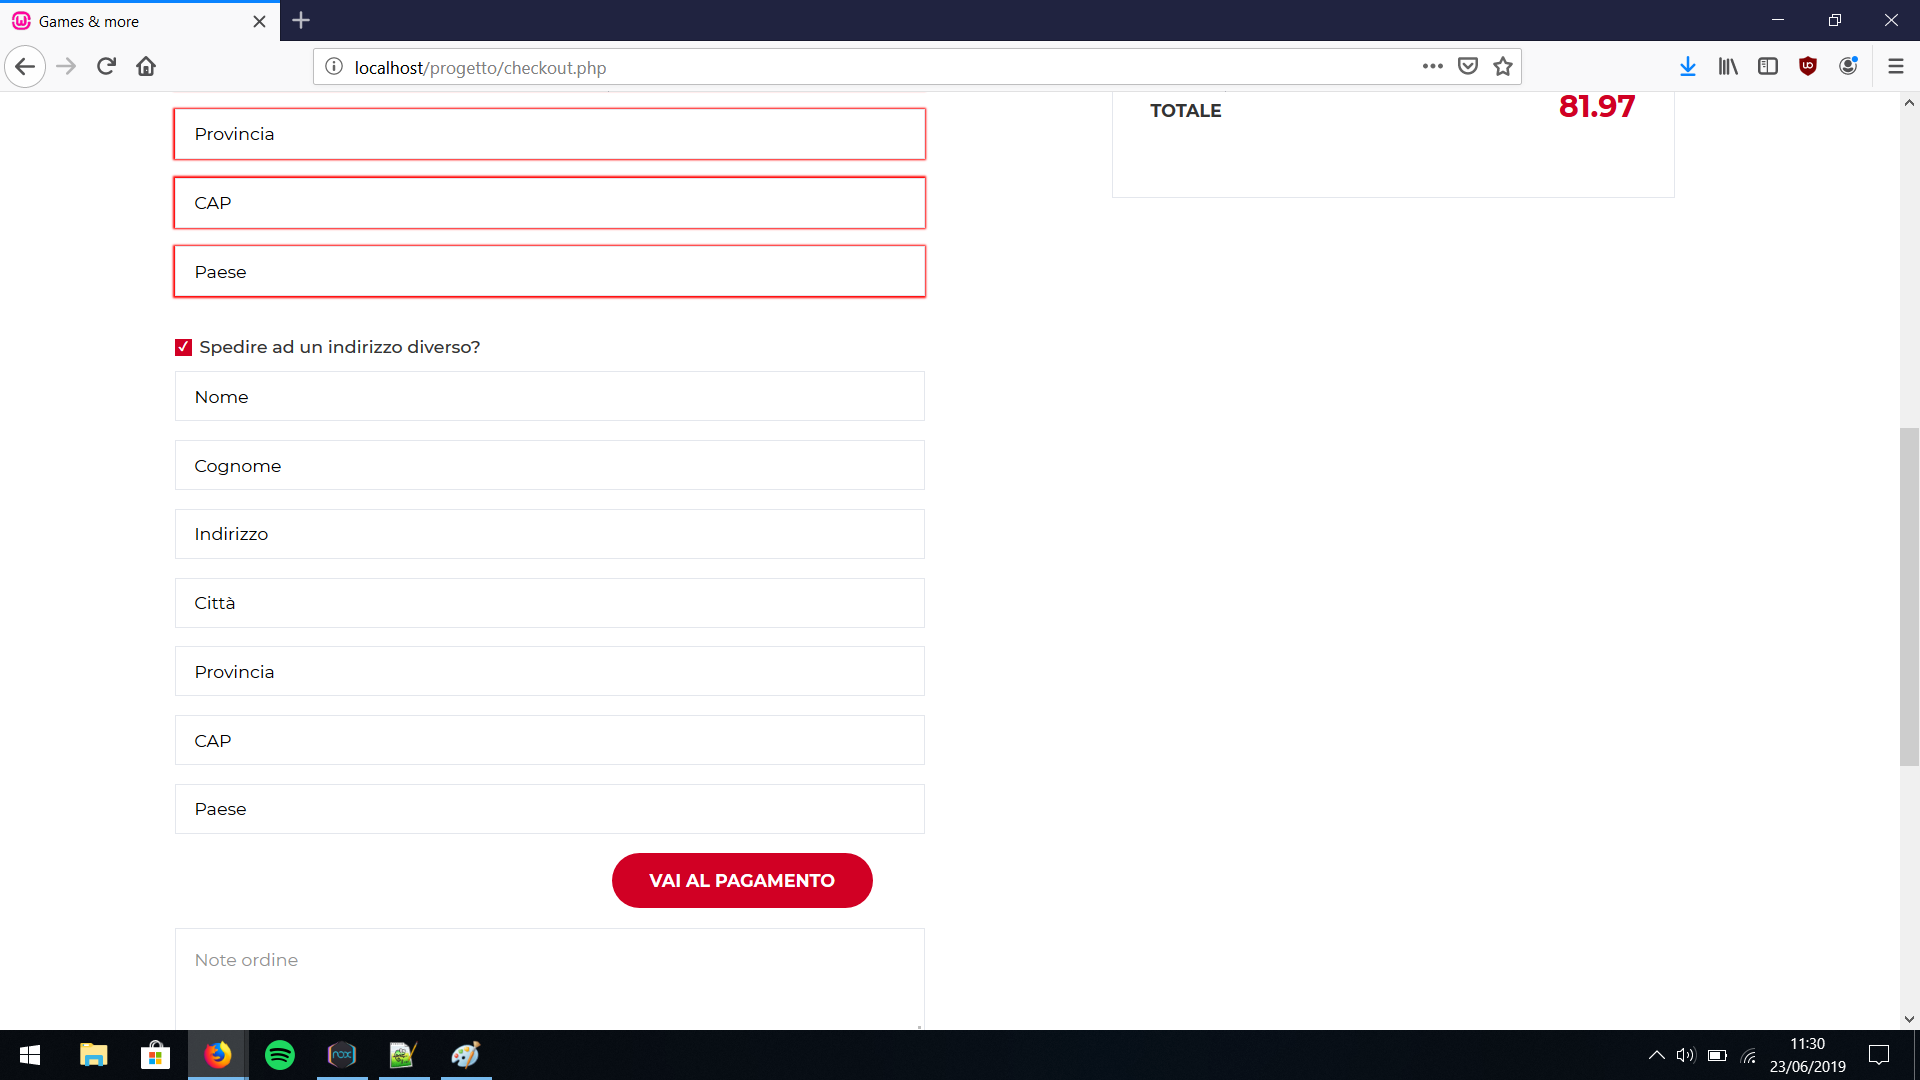 Games & more
localhost/progetto/checkout.php
TOTALE
81.97
Provincia
CAP
Paese
Spedire ad un indirizzo diverso?
Nome
Cognome
Indirizzo
Città
Provincia
CAP
Paese
VAI AL PAGAMENTO
Note ordine
nox
11:30
23/06/2019